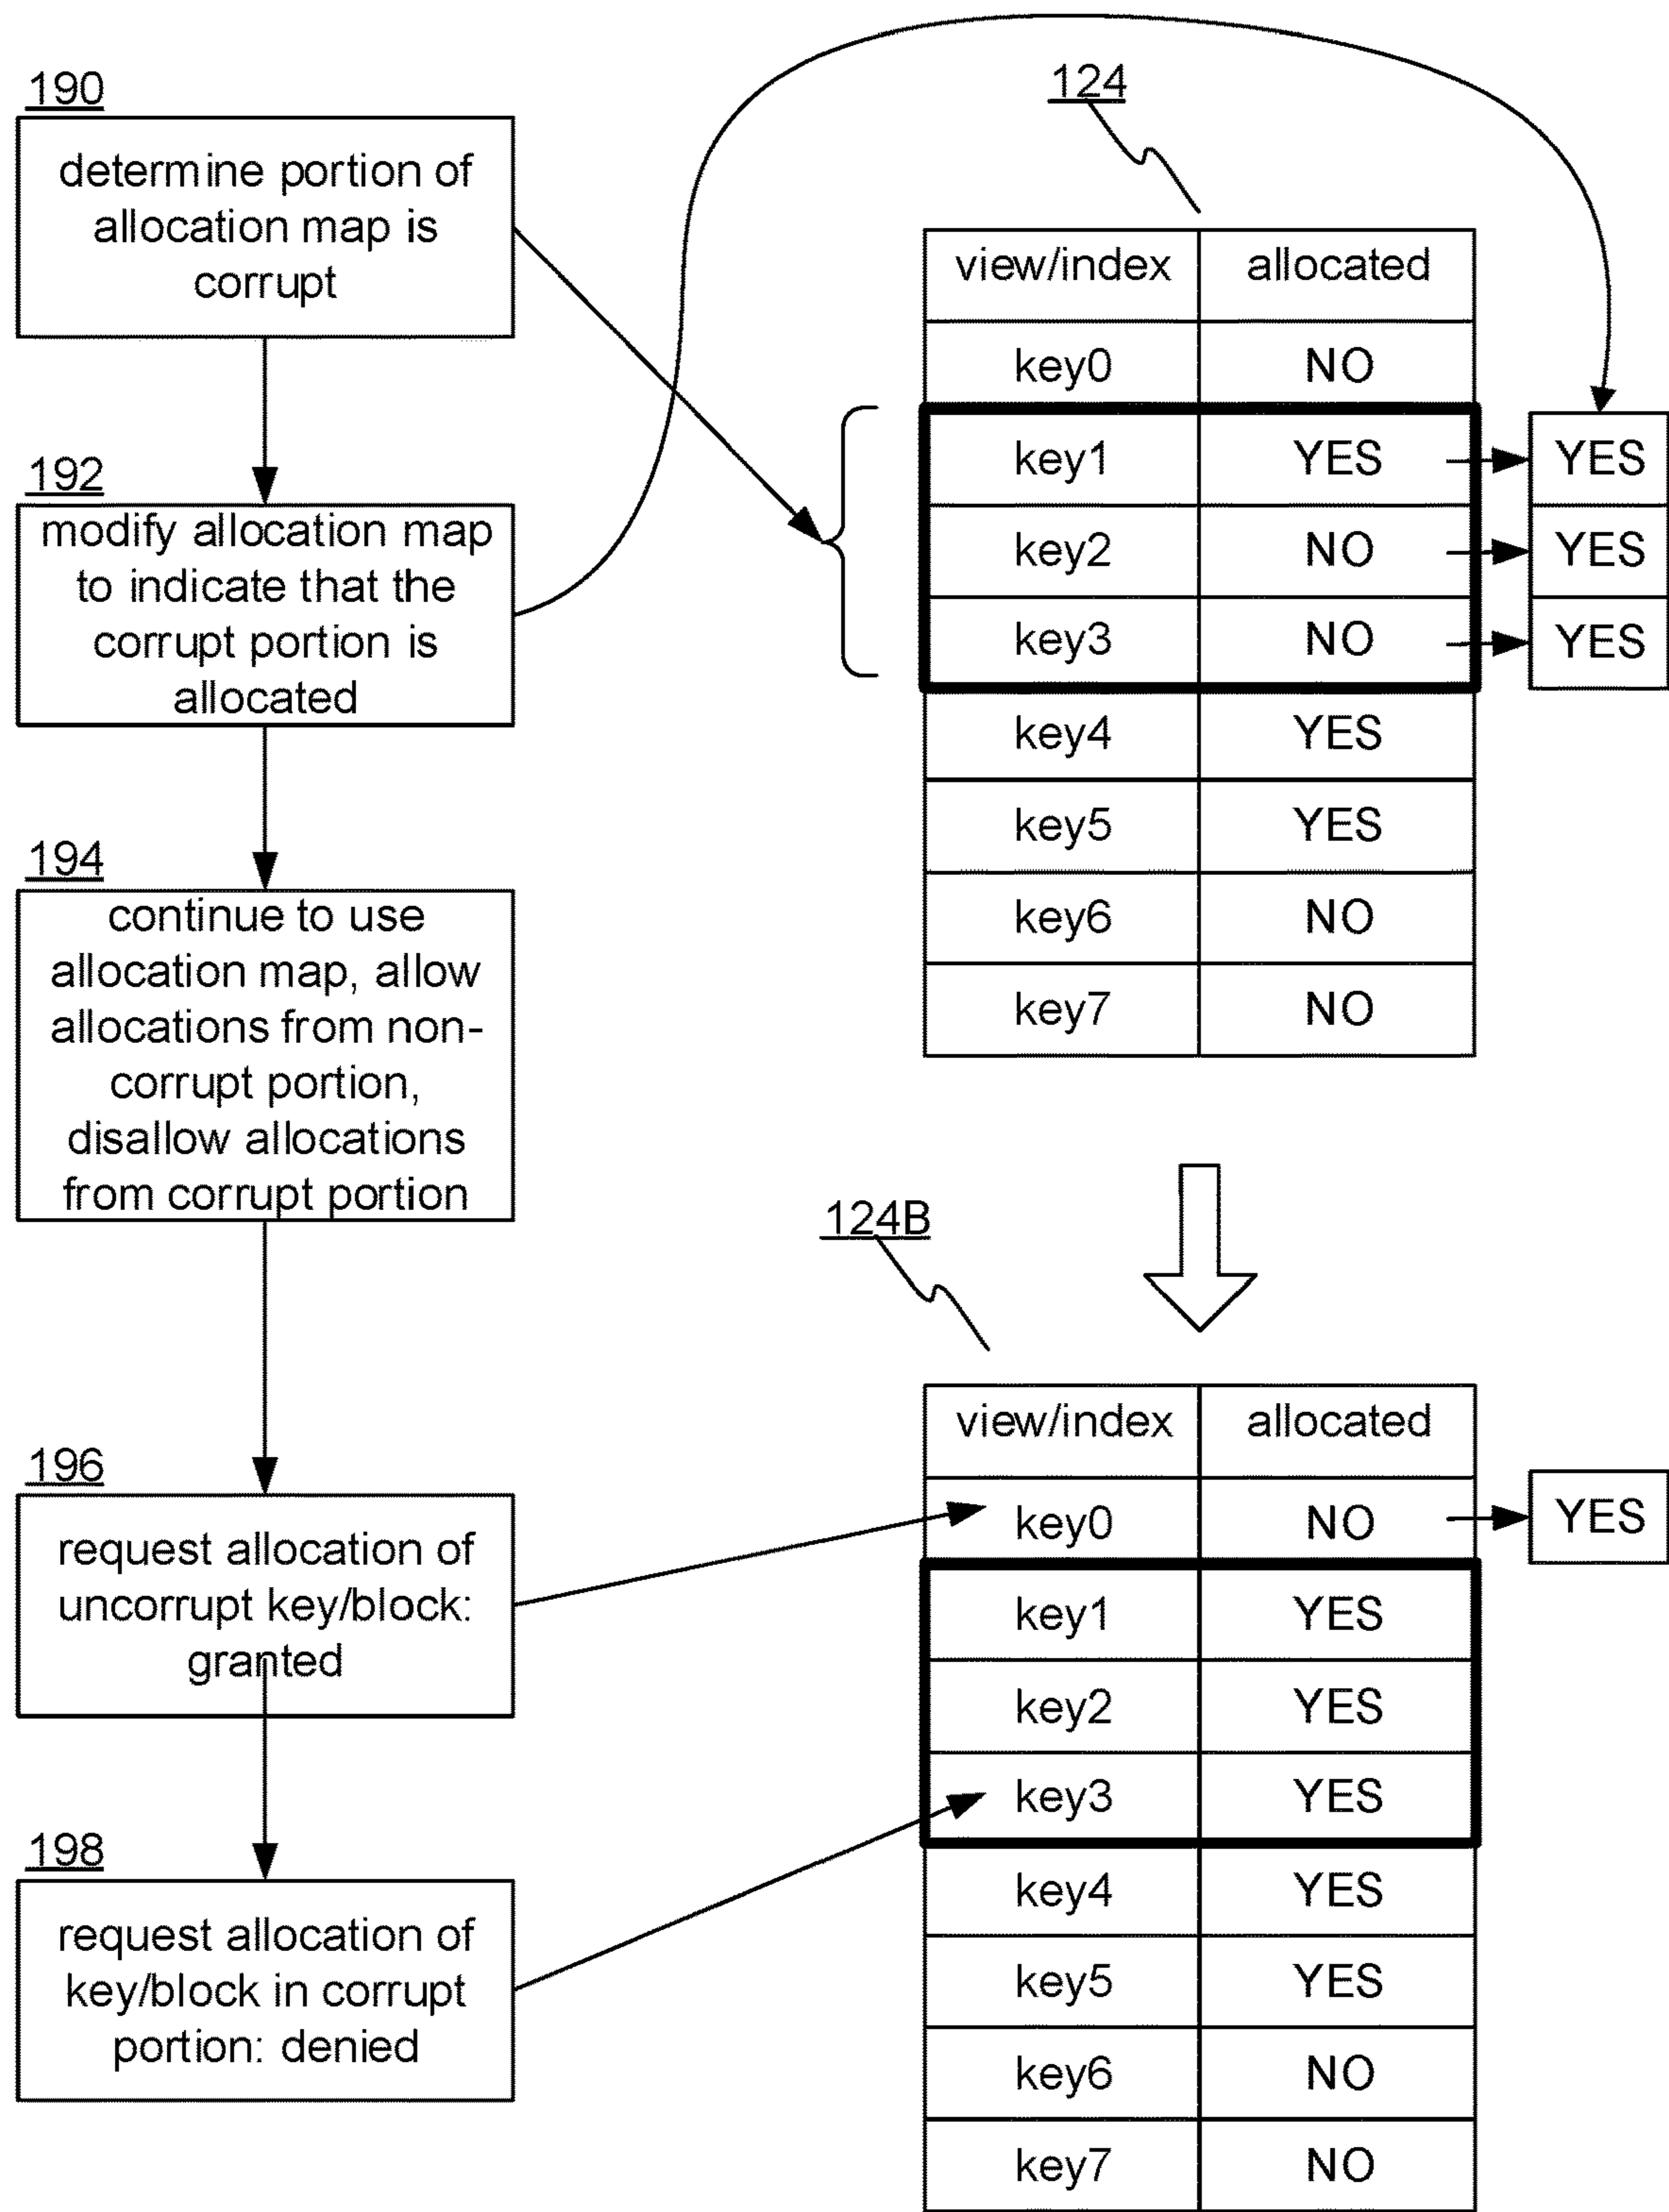 190
determine portion of
allocation map is
corrupt
192
modify allocation map
to indicate that the
corrupt portion is
allocated
194
continue to use
allocation map, allow
allocations from non-
corrupt portion,
disallow allocations
from corrupt portion
196
request allocation of
uncorrupt key/block:
granted
198
request allocation of
key/block in corrupt
portion: denied
124
view/index allocated
key0 NO
key1 YES YES
key2 NO YES
key3 NO YES
key4 YES
key5 YES
key6 NO
key7 NO
124B
view/index allocated
key0 NO YES
key1 YES
key2 YES
key3 YES
key4 YES
key5 YES
key6 NO
key7 NO